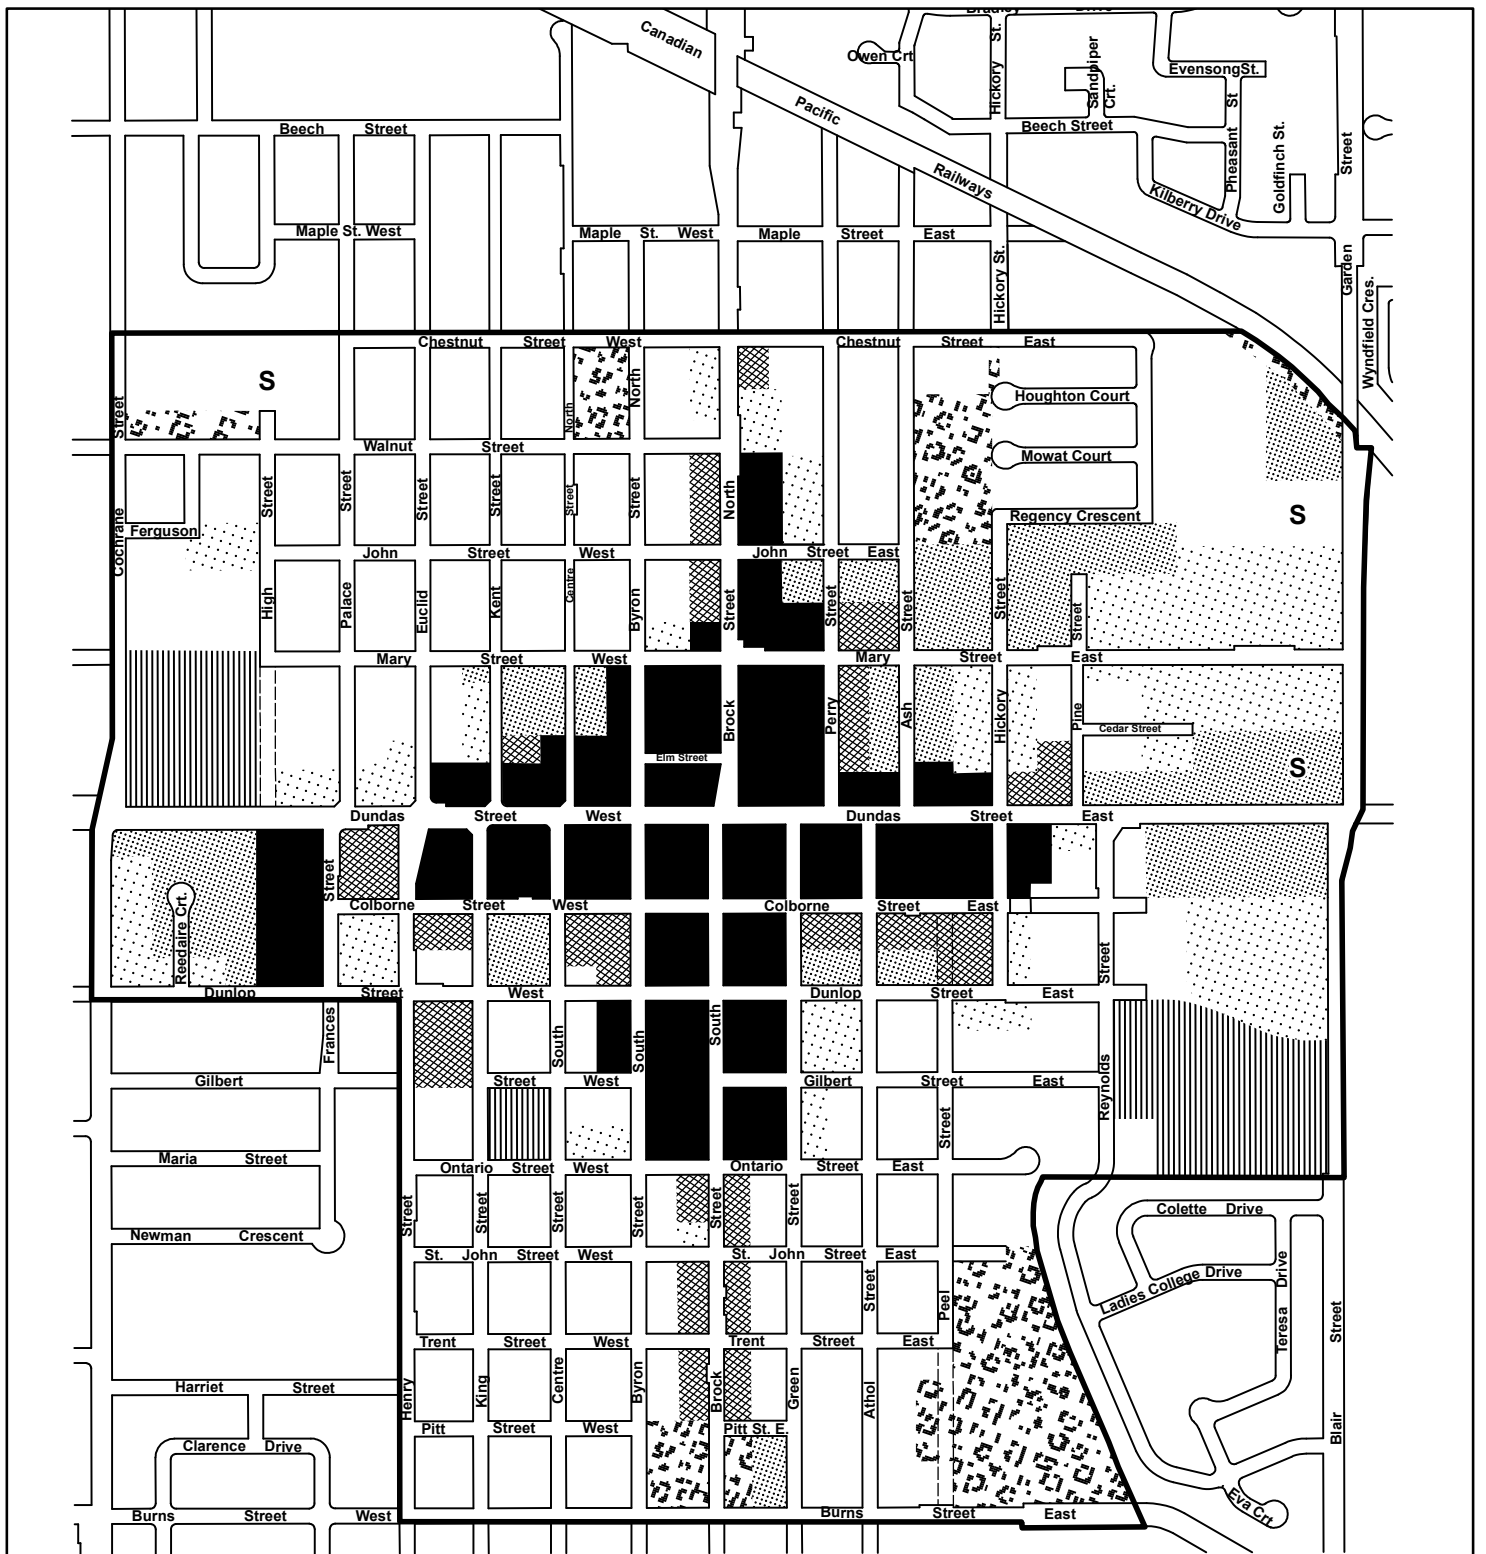 Bradley Drive
Canadian
Pacific
Railways
Owen Crt
Hickory St.
Sandpiper Crt.
EvensongSt.
Pheasant St
Goldfinch St.
Garden Street
Beech Street
Beech Street
Kilberry Drive
Maple St. West
Maple St. West
Maple Street East
Hickory St.
Wyndfield Cres.
Chestnut Street West
Chestnut Street East
S
North
North
Houghton Court
Walnut Street
Mowat Court
Cochrane Street
High Street
Palace Street
Euclid Street
Kent Street
Centre Street
Byron Street
Brock Street North
S
Ferguson
Regency Crescent
John Street West
John Street East
Perry Street
Ash Street
Hickory Street
Pine Street
Mary Street West
Mary Street East
Cedar Street
Elm Street
S
Dundas Street West
Dundas Street East
Street
Reedaire Crt.
Colborne Street West
Colborne Street East
Reynolds Street
Dunlop Street West
Dunlop Street East
Frances
South
South
South
Gilbert Street West
Gilbert Street East
Maria Street
Ontario Street West
Ontario Street East
Henry Street
King Street
Centre Street
Byron Street
Brock Street
Green Street
Athol Street
Peel Street
Newman Crescent
St. John Street West
St. John Street East
Colette Drive
Ladies College Drive
Teresa Drive
Blair Street
Trent Street West
Trent Street East
Harriet Street
Pitt Street West
Pitt St. E.
Clarence Drive
Eva Crt
Burns Street West
Burns Street East